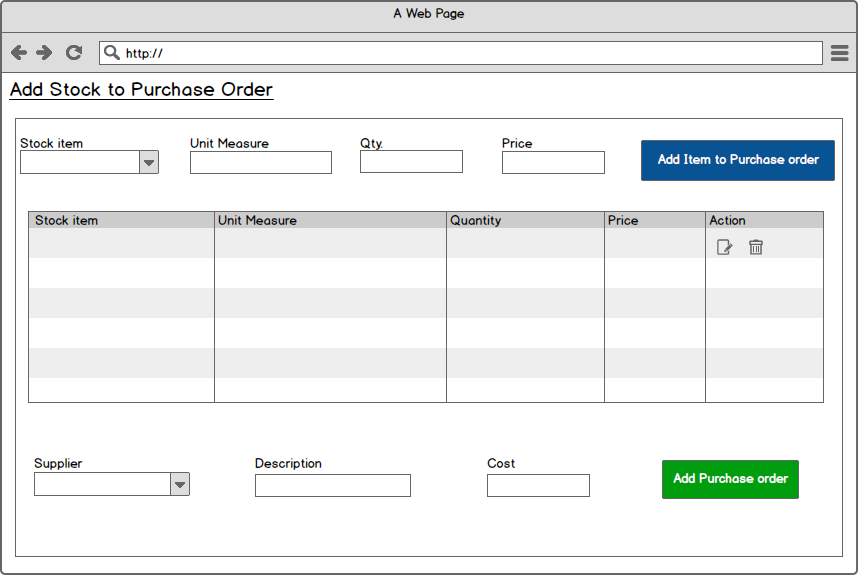 A Web Page
http://
Add Stock to Purchase Order
Stock item Unit Measure Qty. Price
Add Item to Purchase order
Stock item Unit Measure Quantity Price Action
Supplier Description Cost
Add Purchase order